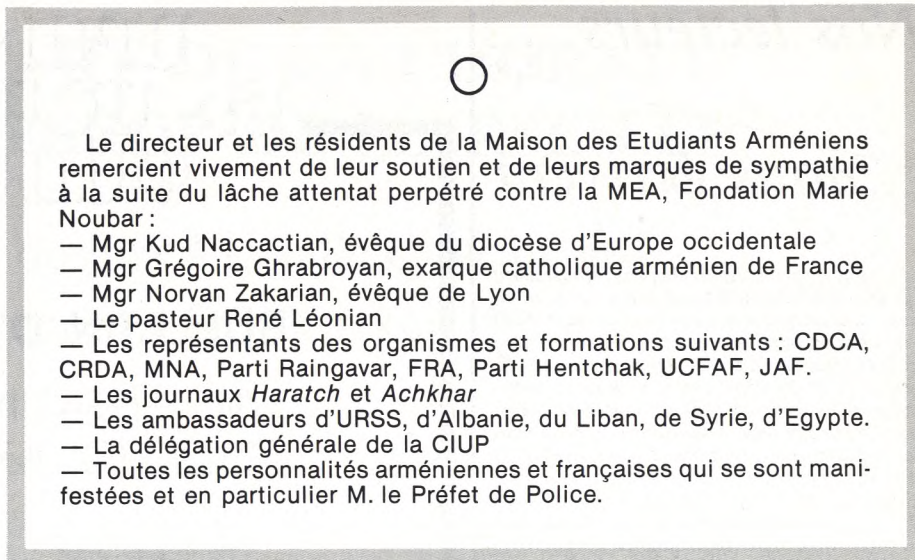 Le directeur et les résidents de la Maison des Etudiants Arméniens
remercient vivement de leur soutien et de leurs marques de sympathie
à la suite du lâche attentat perpétré contre la MEA, Fondation Marie
Noubar :
— Mgr Kud Naccactian, évêque du diocèse d'Europe occidentale
— Mgr Grégoire Ghrabroyan, exarque catholique arménien de France
— Mgr Norvan Zakarian, évêque de Lyon
— Le pasteur René Léonian
— Les représentants des organismes et formations suivants : CDCA,
CRDA, MNA, Parti Raingavar, FRA, Parti Hentchak, UCFAF, JAF.
— Les journaux Haratch et Achkhar
— Les ambassadeurs d'URSS, d'Albanie, du Liban, de Syrie, d'Egypte.
— La délégation générale de la CIUP
— Toutes les personnalités arméniennes et françaises qui se sont mani-
festées et en particulier M. le Préfet de Police.